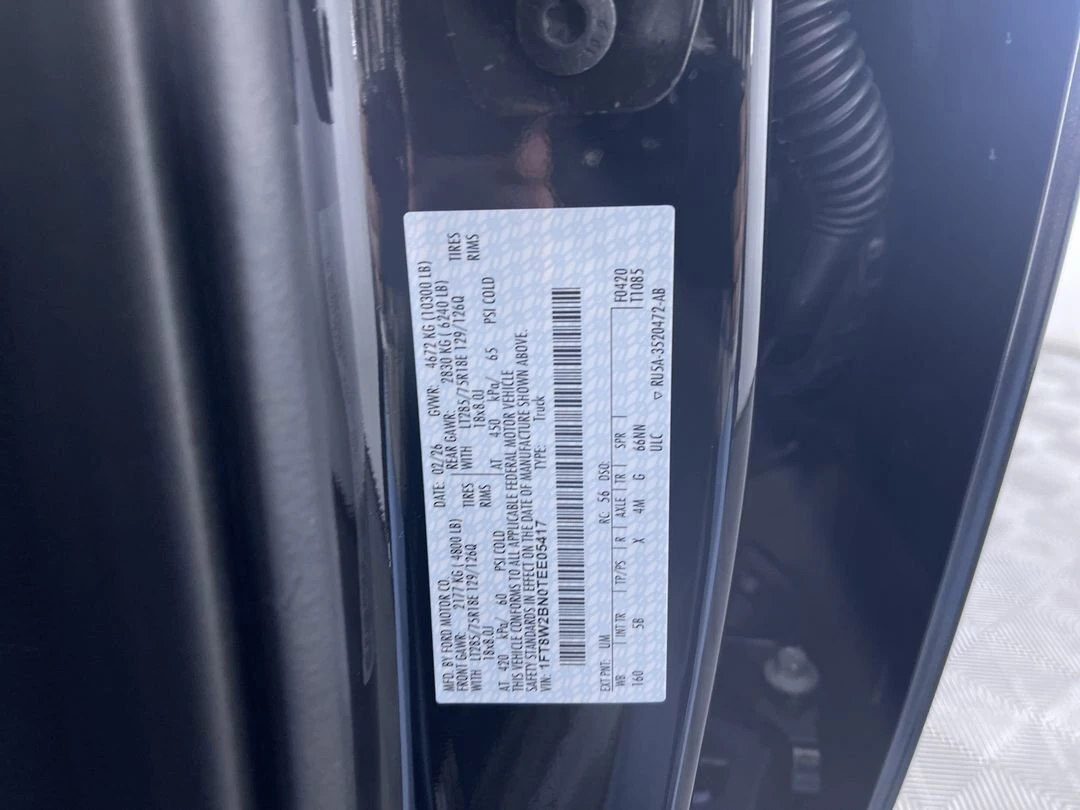 MFD. BY FORD MOTOR CO.
DATE: 02/26 GVWR: 4672 KG (10300 LB)
FRONT GAWR: 2177 KG ( 4800 LB) REAR GAWR: 2830 KG ( 6240 LB)
WITH LT285/75R18E 129/126Q TIRES WITH LT285/75R18E 129/126Q TIRES
18x8.0J RIMS 18x8.0J RIMS
AT 420 kPa/ 60 PSI COLD AT 450 kPa/ 65 PSI COLD
THIS VEHICLE CONFORMS TO ALL APPLICABLE FEDERAL MOTOR VEHICLE
SAFETY STANDARDS IN EFFECT ON THE DATE OF MANUFACTURE SHOWN ABOVE.
VIN: 1FT8W2BN0TEE05417 TYPE: Truck
EXT PNT: UM RC: 56 DSO:
WB INT TR TP/PS R AXLE TR SPR F0420
160 5B X 4M G 66NN TT085
ULC ▽ RU5A-3520472-AB